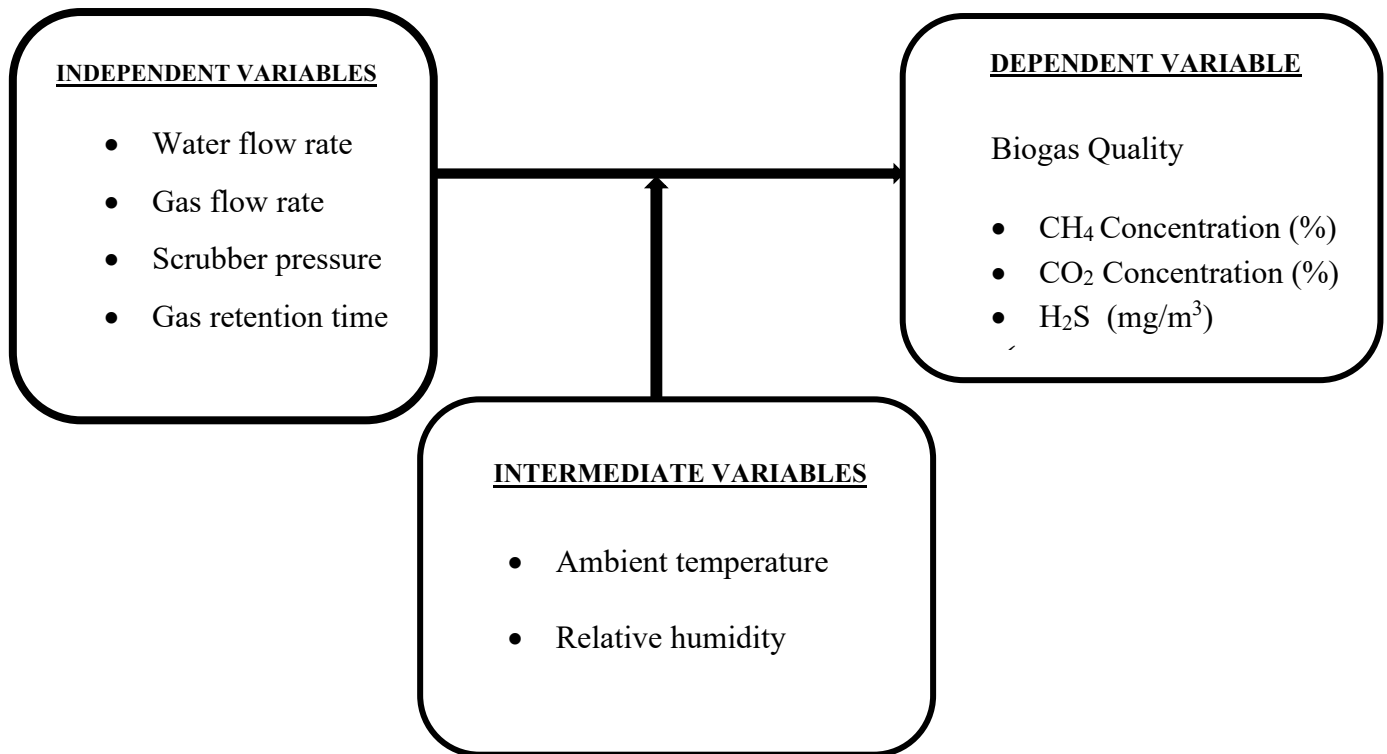 INDEPENDENT VARIABLES
• Water flow rate
• Gas flow rate
• Scrubber pressure
• Gas retention time
DEPENDENT VARIABLE
Biogas Quality
• CH₄ Concentration (%)
• CO₂ Concentration (%)
• H₂S (mg/m³)
INTERMEDIATE VARIABLES
• Ambient temperature
• Relative humidity